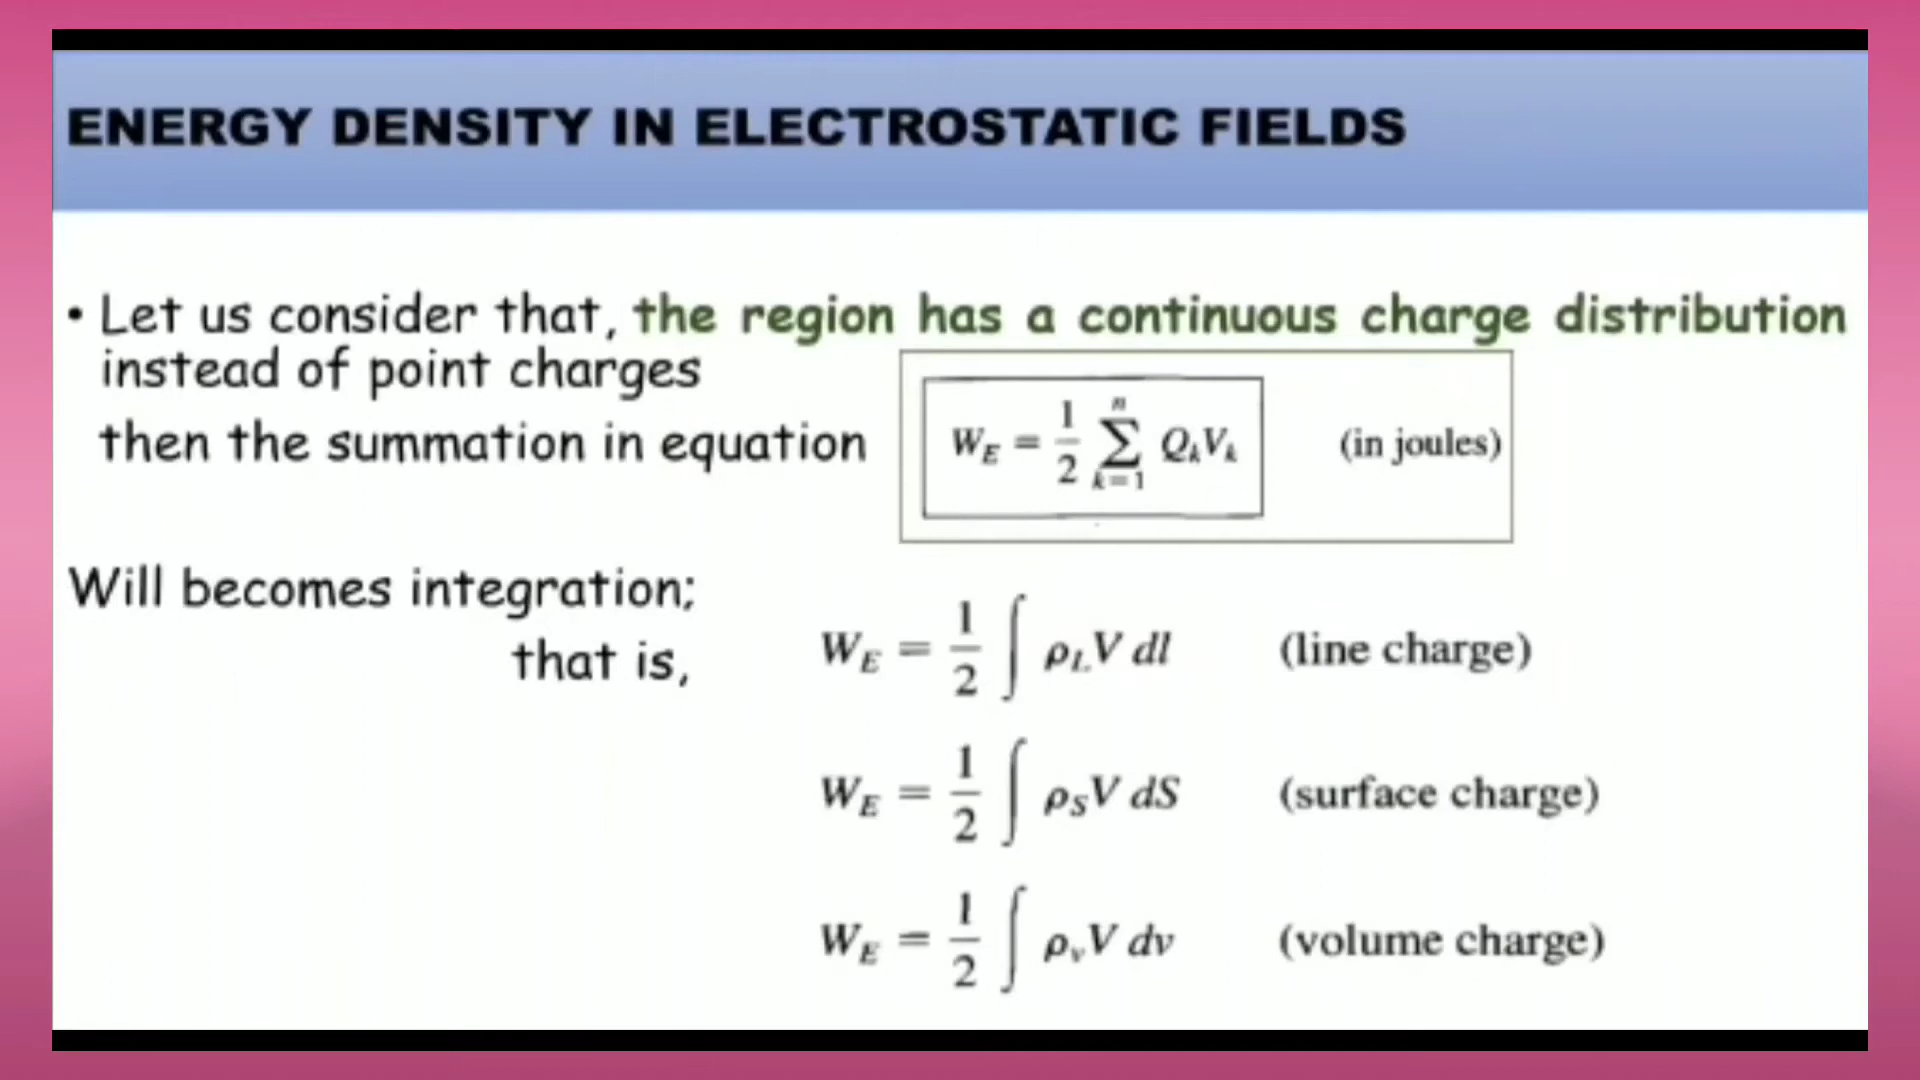 ENERGY DENSITY IN ELECTROSTATIC FIELDS
• Let us consider that, the region has a continuous charge distribution
instead of point charges
then the summation in equation
W_E = 1/2 ∑_{k=1}^{n} Q_k V_k (in joules)
Will becomes integration;
that is,
W_E = 1/2 ∫ ρ_L V dl (line charge)
W_E = 1/2 ∫ ρ_S V dS (surface charge)
W_E = 1/2 ∫ ρ_v V dv (volume charge)